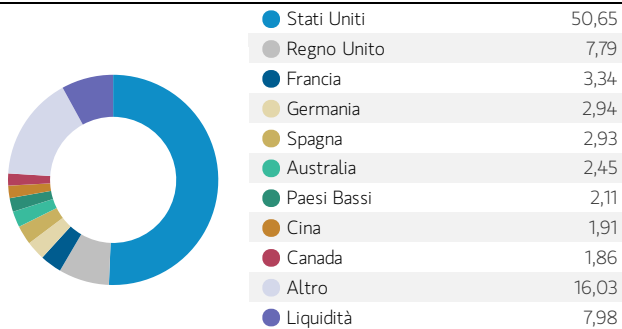 Stati Uniti 50,65
Regno Unito 7,79
Francia 3,34
Germania 2,94
Spagna 2,93
Australia 2,45
Paesi Bassi 2,11
Cina 1,91
Canada 1,86
Altro 16,03
Liquidità 7,98